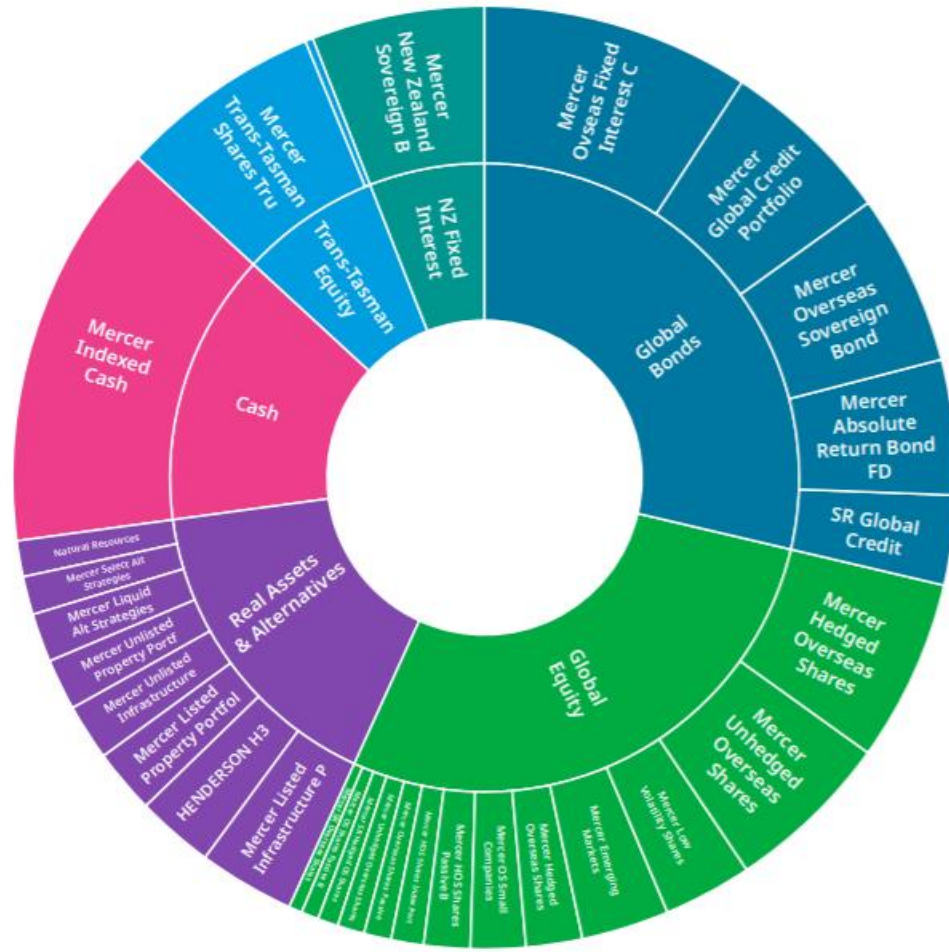 Mercer
New Zealand
Sovereign B
Mercer
Ovseas Fixed
Interest C
Mercer
Global Credit
Portfolio
Mercer
Overseas
Sovereign
Bond
Mercer
Absolute
Return Bond
FD
SR Global
Credit
Mercer
Hedged
Overseas
Shares
Mercer
Unhedged
Overseas
Shares
Mercer Low
Volatility Shares
Mercer Emerging
Markets
Mercer Hedged
Overseas Shares
Mercer OS Small
Companies
Mercer HOS Shares
Passive B
Mercer Listed
Infrastructure P
HENDERSON H3
Mercer Listed
Property Portfol
Mercer Unlisted
Infrastructure
Mercer Unlisted
Property Portf
Mercer Liquid
Alt Strategies
Mercer Select Alt
Strategies
Natural Resources
Mercer
Indexed
Cash
Mercer
Trans-Tasman
Shares Tru
NZ Fixed
Interest
Global
Bonds
Global
Equity
Real Assets
& Alternatives
Cash
Trans-Tasman
Equity